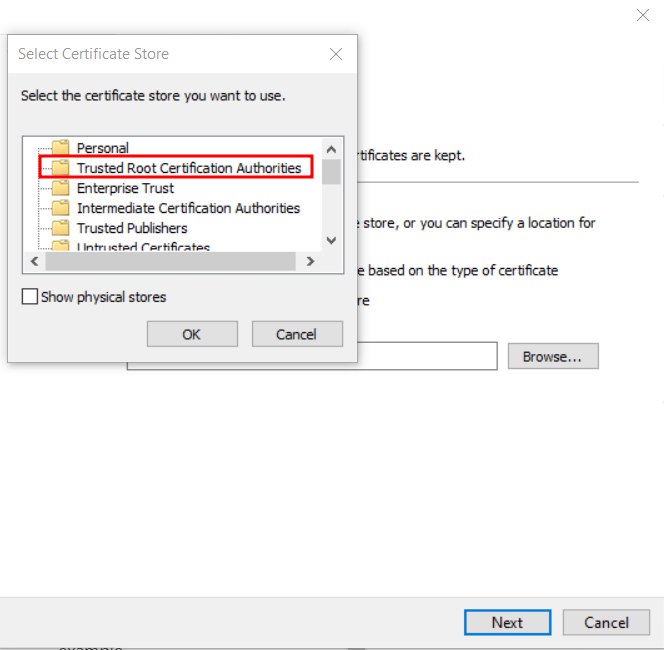 Select Certificate Store
Select the certificate store you want to use.
Personal
Trusted Root Certification Authorities
Enterprise Trust
Intermediate Certification Authorities
Trusted Publishers
Untrusted Certificates
Show physical stores
OK Cancel
tificates are kept.
store, or you can specify a location for
based on the type of certificate
re
Browse...
Next Cancel
example